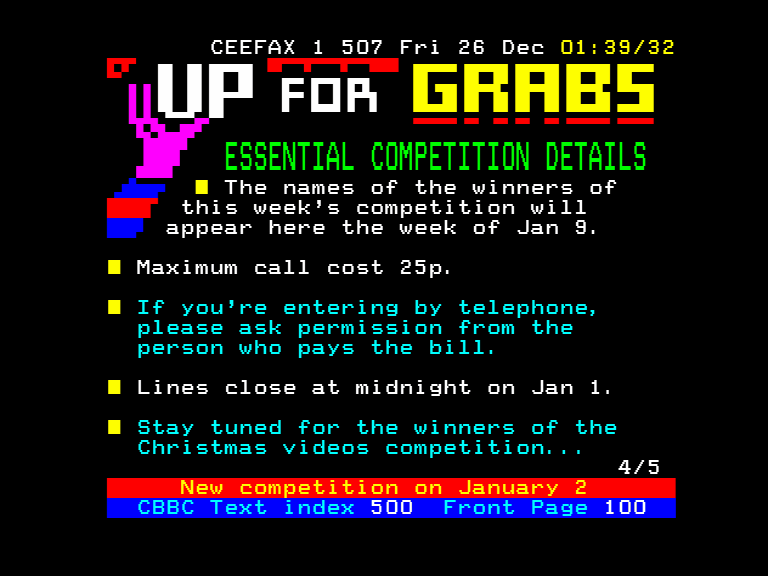 CEEFAX 1 507 Fri 26 Dec 01:39/32
UP FOR GRABS
ESSENTIAL COMPETITION DETAILS
The names of the winners of
this week's competition will
appear here the week of Jan 9.
Maximum call cost 25p.
If you're entering by telephone,
please ask permission from the
person who pays the bill.
Lines close at midnight on Jan 1.
Stay tuned for the winners of the
Christmas videos competition...
4/5
New competition on January 2
CBBC Text index 500 Front Page 100